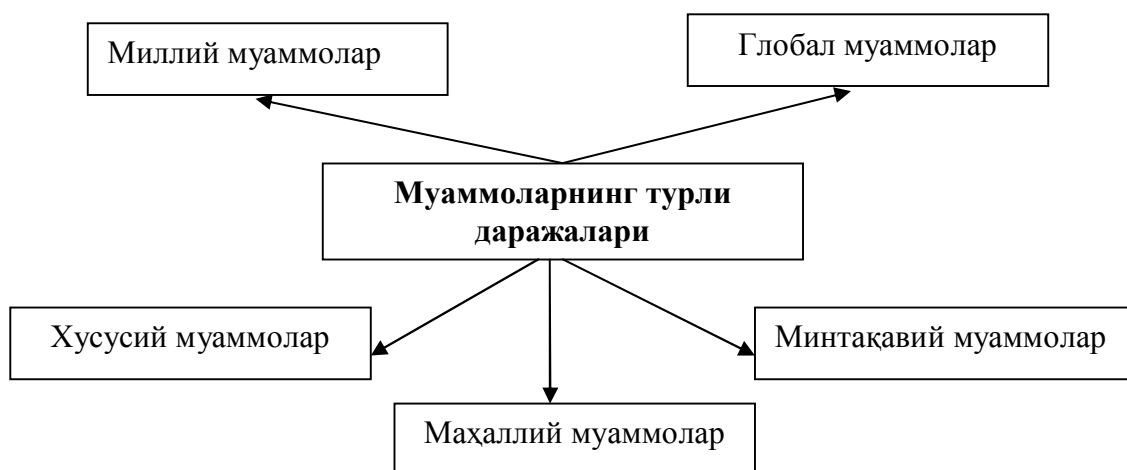 Миллий муаммолар
Глобал муаммолар
Муаммоларнинг турли
даражалари
Хусусий муаммолар
Минтақавий муаммолар
Маҳаллий муаммолар